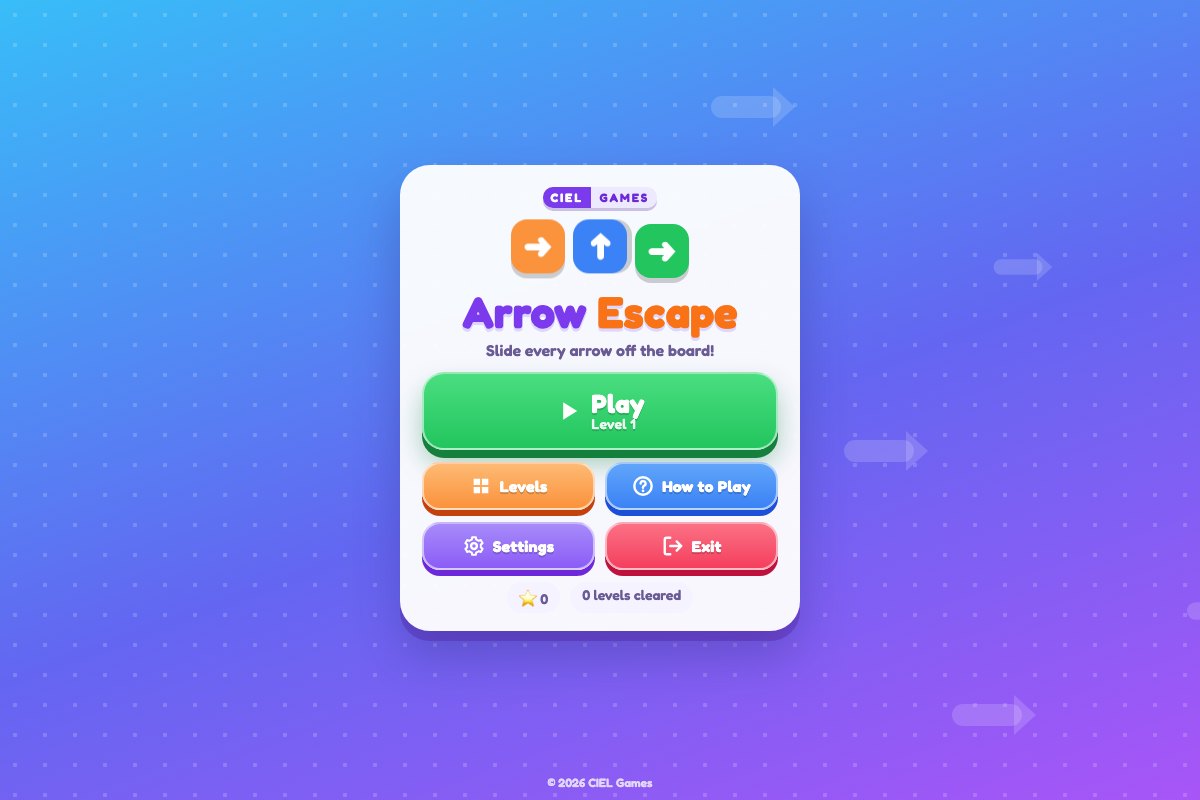 CIEL GAMES
Arrow Escape
Slide every arrow off the board!
Play
Level 1
Levels
How to Play
Settings
Exit
0
0 levels cleared
© 2026 CIEL Games